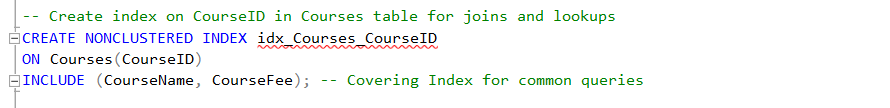 -- Create index on CourseID in Courses table for joins and lookups
CREATE NONCLUSTERED INDEX idx_Courses_CourseID
ON Courses(CourseID)
INCLUDE (CourseName, CourseFee); -- Covering Index for common queries